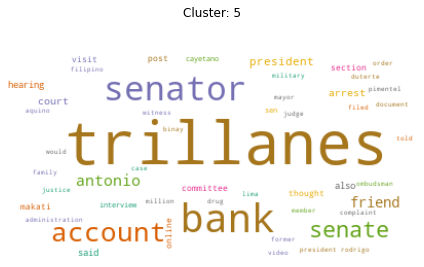 Cluster: 5
visit post cayetano president section order
filipino military duterte
hearing senator arrest pimentel
court mayor filed document
aquino witness sen judge
trillanes
binay told
would case
family antonio committee thought also ombudsman
justice lima friend
makati interview million drug bank member complaint senate
administration account online
former
said video president rodrigo